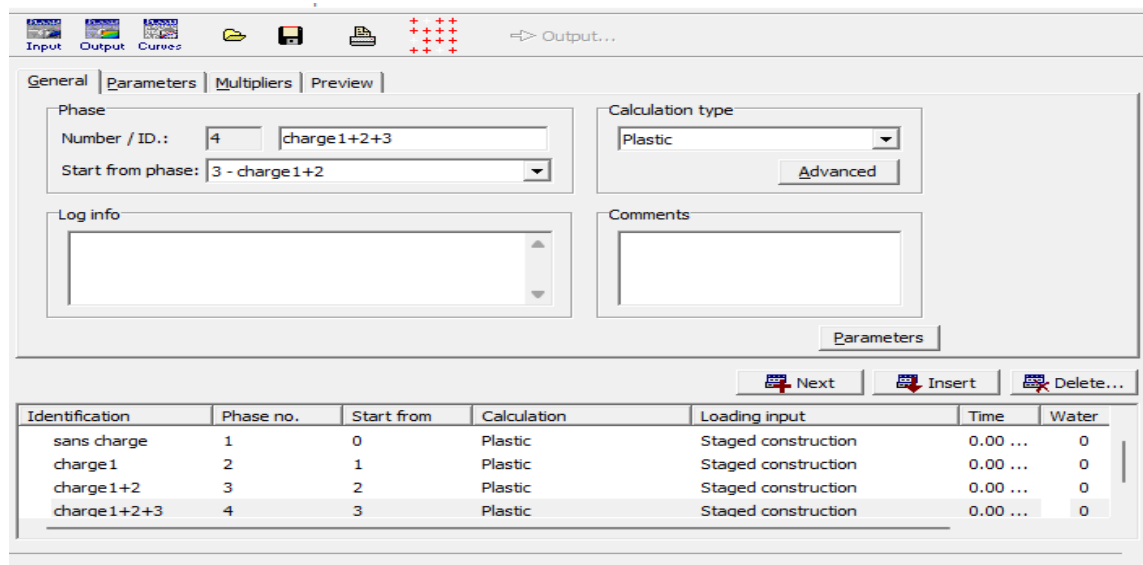 Input Output Curves Output...
General Parameters Multipliers Preview
Phase
Number / ID.: 4 charge1+2+3
Start from phase: 3 - charge1+2
Calculation type
Plastic
Advanced
Log info
Comments
Parameters
Next Insert Delete...
Identification Phase no. Start from Calculation Loading input Time Water
sans charge 1 0 Plastic Staged construction 0.00 ... 0
charge1 2 1 Plastic Staged construction 0.00 ... 0
charge1+2 3 2 Plastic Staged construction 0.00 ... 0
charge1+2+3 4 3 Plastic Staged construction 0.00 ... 0